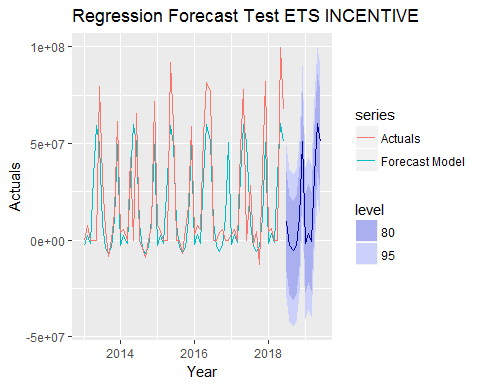 Regression Forecast Test ETS INCENTIVE
1e+08
5e+07
0e+00
-5e+07
Actuals
2014
2016
2018
Year
series
Actuals
Forecast Model
level
80
95